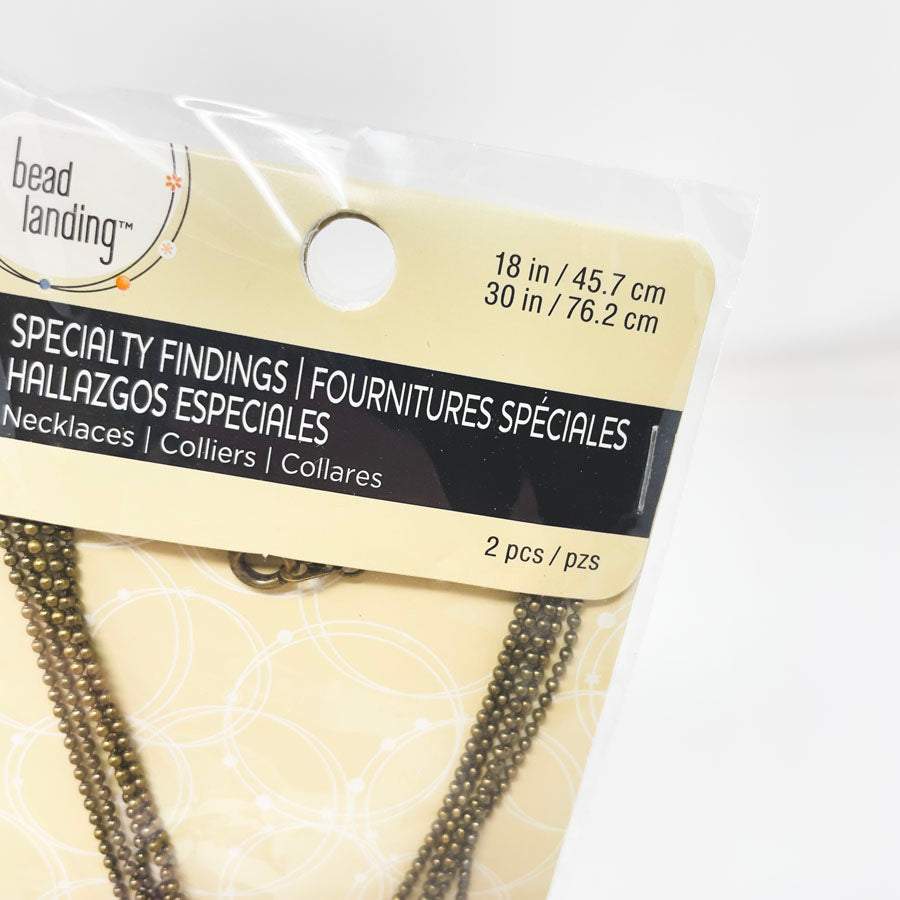 bead
landing™
18 in / 45.7 cm
30 in / 76.2 cm
SPECIALTY FINDINGS | FOURNITURES SPÉCIALES
HALLAZGOS ESPECIALES
Necklaces | Colliers | Collares
2 pcs / pzs